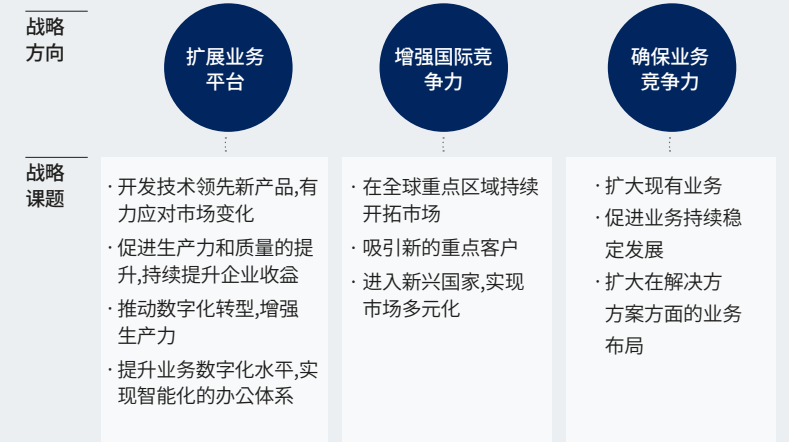 战略
方向
扩展业务
平台
增强国际竞
争力
确保业务
竞争力
战略
课题
· 开发技术领先新产品,有
力应对市场变化
· 促进生产力和质量的提
升,持续提升企业收益
· 推动数字化转型,增强
生产力
· 提升业务数字化水平,实
现智能化的办公体系
· 在全球重点区域持续
开拓市场
· 吸引新的重点客户
· 进入新兴国家,实现
市场多元化
· 扩大现有业务
· 促进业务持续稳
定发展
· 扩大在解决方
方案方面的业务
布局